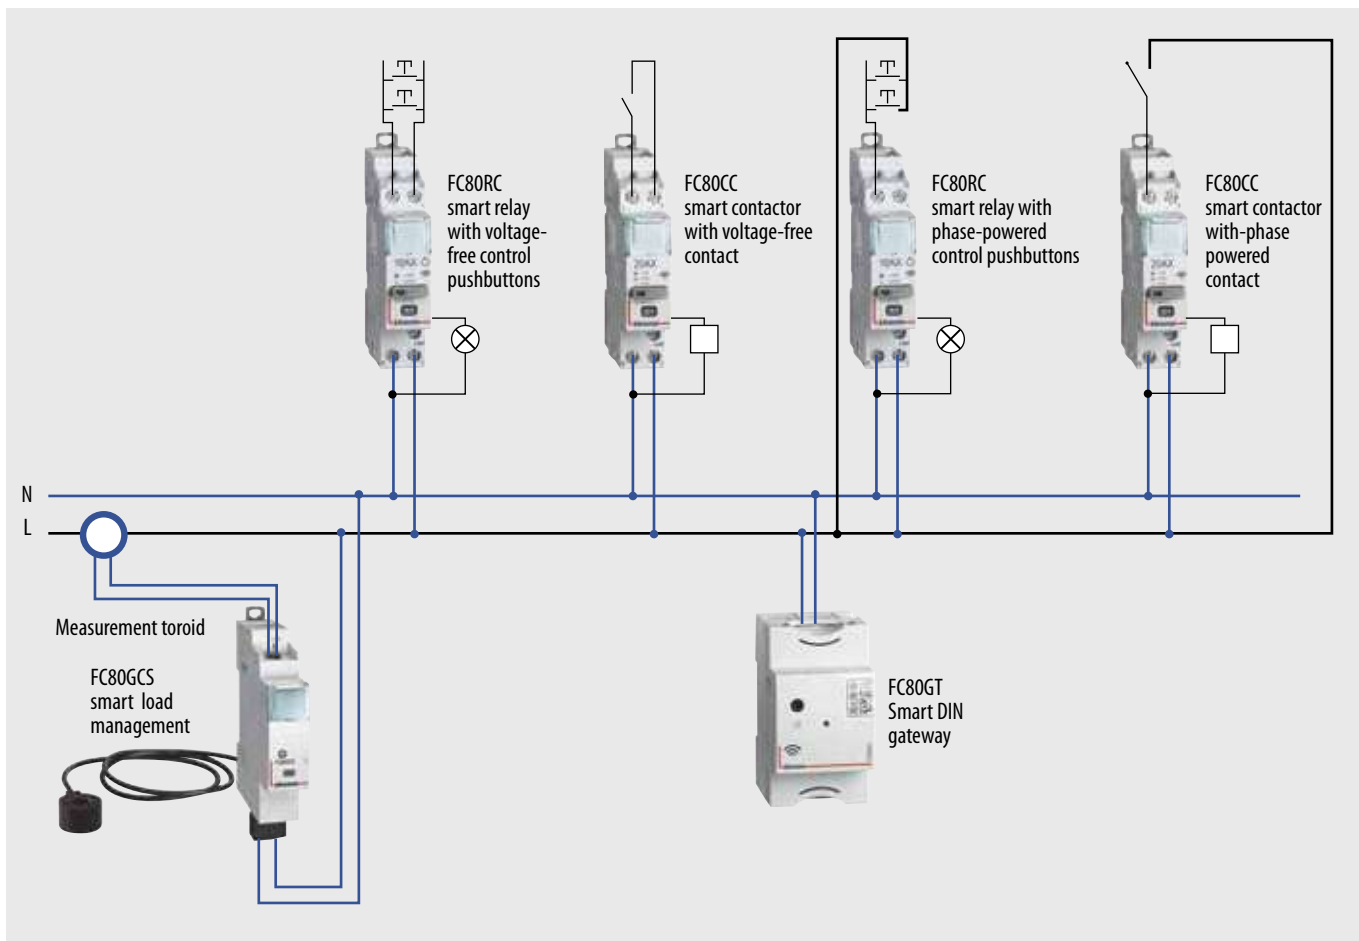 FC80RC
smart relay
with voltage-
free control
pushbuttons
FC80CC
smart contactor
with voltage-free
contact
FC80RC
smart relay with
phase-powered
control pushbuttons
FC80CC
smart contactor
with-phase
powered
contact
N
L
Measurement toroid
FC80GCS
smart load
management
FC80GT
Smart DIN
gateway